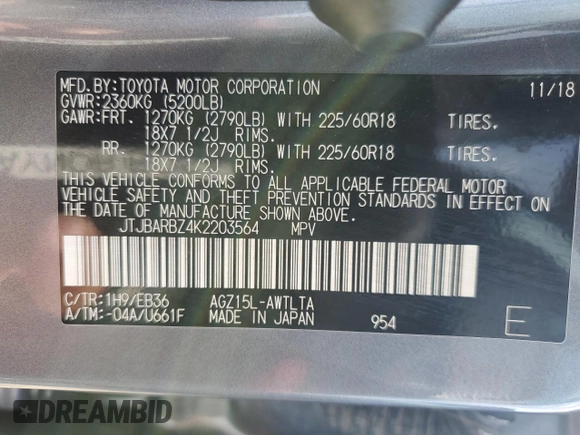 MFD.BY:TOYOTA MOTOR CORPORATION 11/18
GVWR:2360KG (5200LB)
GAWR:FRT. 1270KG (2790LB) WITH 225/60R18 TIRES.
18X7 1/2J RIMS.
RR. 1270KG (2790LB) WITH 225/60R18 TIRES.
18X7 1/2J RIMS.
THIS VEHICLE CONFORMS TO ALL APPLICABLE FEDERAL MOTOR
VEHICLE SAFETY AND THEFT PREVENTION STANDARDS IN EFFECT ON
THE DATE OF MANUFACTURE SHOWN ABOVE.
JTJBARBZ4K2203564 MPV
C/TR:1H9/EB36 AGZ15L-AWTLTA
A/TM:-04A/U661F MADE IN JAPAN 954 E
DREAMBID